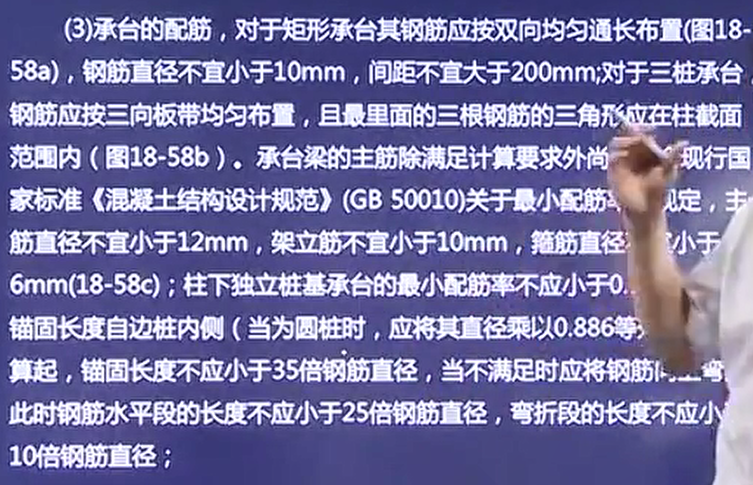 (3)承台的配筋，对于矩形承台其钢筋应按双向均匀通长布置(图18-
58a)，钢筋直径不宜小于10mm，间距不宜大于200mm;对于三桩承台
钢筋应按三向板带均匀布置，且最里面的三根钢筋的三角形应在柱截面
范围内（图18-58b）。承台梁的主筋除满足计算要求外尚 现行国
家标准《混凝土结构设计规范》(GB 50010)关于最小配筋率 规定，主
筋直径不宜小于12mm，架立筋不宜小于10mm，箍筋直径 宜小于
6mm(18-58c)；柱下独立桩基承台的最小配筋率不应小于0.
锚固长度自边桩内侧（当为圆桩时，应将其直径乘以0.886等
算起，锚固长度不应小于35倍钢筋直径，当不满足时应将钢筋向上弯
此时钢筋水平段的长度不应小于25倍钢筋直径，弯折段的长度不应小
10倍钢筋直径；